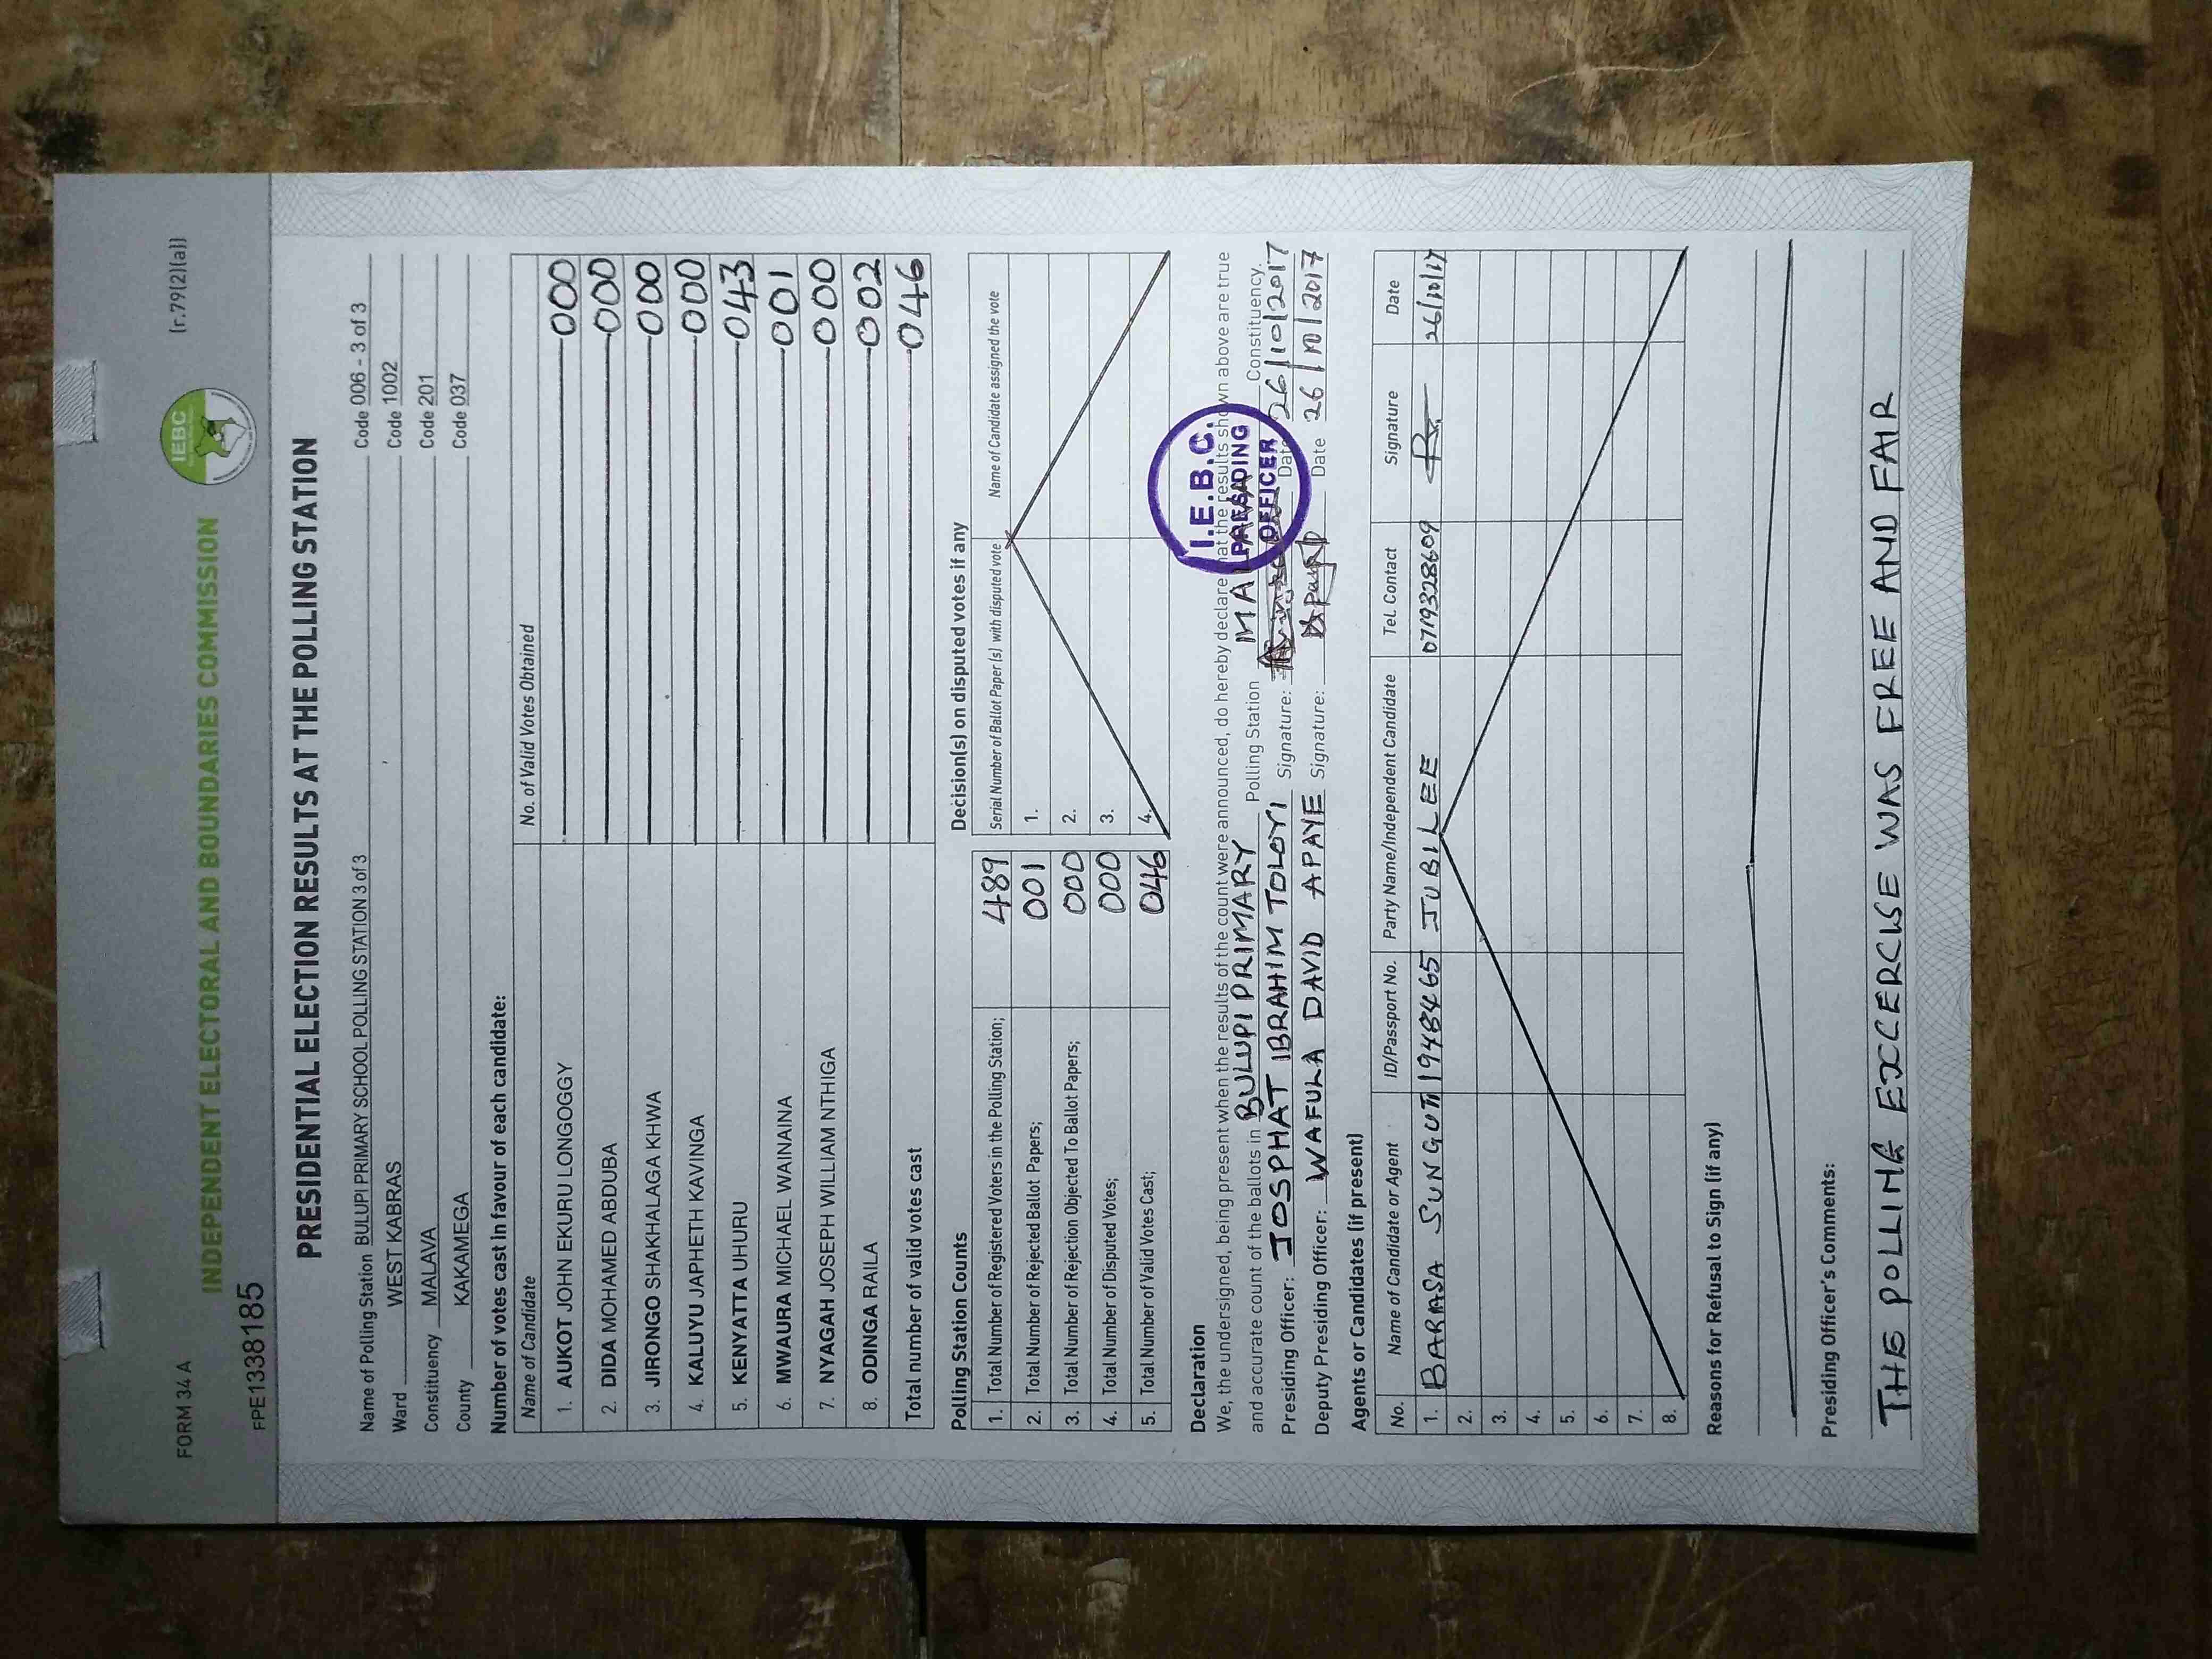 FORM 34 A
(r.79(2)(a))
IEBC
INDEPENDENT ELECTORAL AND BOUNDARIES COMMISSION
FPE1338185
PRESIDENTIAL ELECTION RESULTS AT THE POLLING STATION
Name of Polling Station BULUPI PRIMARY SCHOOL POLLING STATION 3 of 3 Code 006 - 3 of 3
Ward WEST KABRAS Code 1002
Constituency MALAVA Code 201
County KAKAMEGA Code 037
Number of votes cast in favour of each candidate:
Name of Candidate No. of Valid Votes Obtained
1. AUKOT JOHN EKURU LONGOGGY 000
2. DIDA MOHAMED ABDUBA 000
3. JIRONGO SHAKHALAGA KHWA 000
4. KALUYU JAPHETH KAVINGA 000
5. KENYATTA UHURU 043
6. MWAURA MICHAEL WAINAINA 001
7. NYAGAH JOSEPH WILLIAM NTHIGA 000
8. ODINGA RAILA 002
Total number of valid votes cast 046
Polling Station Counts
1. Total Number of Registered Voters in the Polling Station; 489
2. Total Number of Rejected Ballot Papers; 001
3. Total Number of Rejection Objected To Ballot Papers; 000
4. Total Number of Disputed Votes; 000
5. Total Number of Valid Votes Cast; 046
Decision(s) on disputed votes if any
Serial Number of Ballot Paper(s) with disputed vote Name of Candidate assigned the vote
1.
2.
3.
4.
Declaration
We, the undersigned, being present when the results of the count were announced, do hereby declare that the results shown above are true
and accurate count of the ballots in BULUPI PRIMARY Polling Station MALAVA Constituency.
Presiding Officer: JOSPHAT IBRAHIM TOLOYI Signature: Date 26/10/2017
Deputy Presiding Officer: WAFULA DAVID APAYE Signature: Date 26/10/2017
I.E.B.C.
PRESIDING
OFFICER
Agents or Candidates (if present)
No. Name of Candidate or Agent ID/Passport No. Party Name/Independent Candidate Tel. Contact Signature Date
1. BARASA SUNGUTI 19484465 JUBILEE 0719328609 26/10/17
2.
3.
4.
5.
6.
7.
8.
Reasons for Refusal to Sign (if any)
Presiding Officer's Comments:
THE POLLING EXCERCISE WAS FREE AND FAIR